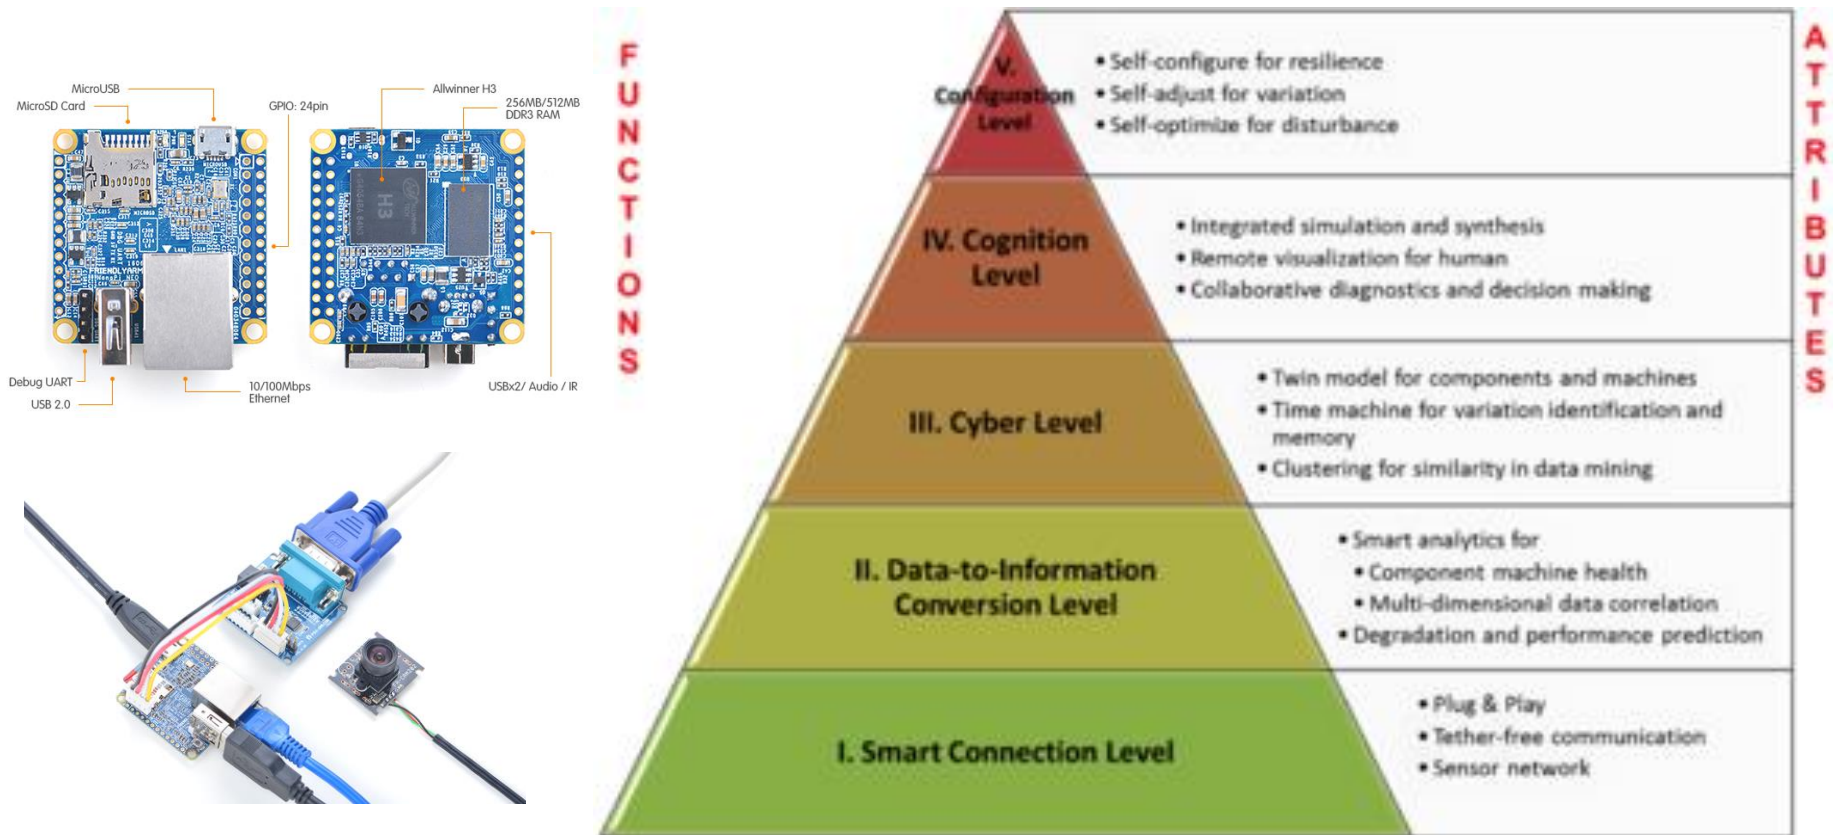 MicroUSB
MicroSD Card
GPIO: 24pin
Allwinner H3
256MB/512MB
DDR3 RAM
H3
FRIENDLYARM
NanoPi NEO
Debug UART
USB 2.0
10/100Mbps
Ethernet
USBx2/ Audio / IR
FUNCTIONS
V.
Configuration
Level
• Self-configure for resilience
• Self-adjust for variation
• Self-optimize for disturbance
IV. Cognition
Level
• Integrated simulation and synthesis
• Remote visualization for human
• Collaborative diagnostics and decision making
III. Cyber Level
• Twin model for components and machines
• Time machine for variation identification and
memory
• Clustering for similarity in data mining
II. Data-to-Information
Conversion Level
• Smart analytics for
• Component machine health
• Multi-dimensional data correlation
• Degradation and performance prediction
I. Smart Connection Level
• Plug & Play
• Tether-free communication
• Sensor network
ATTRIBUTES